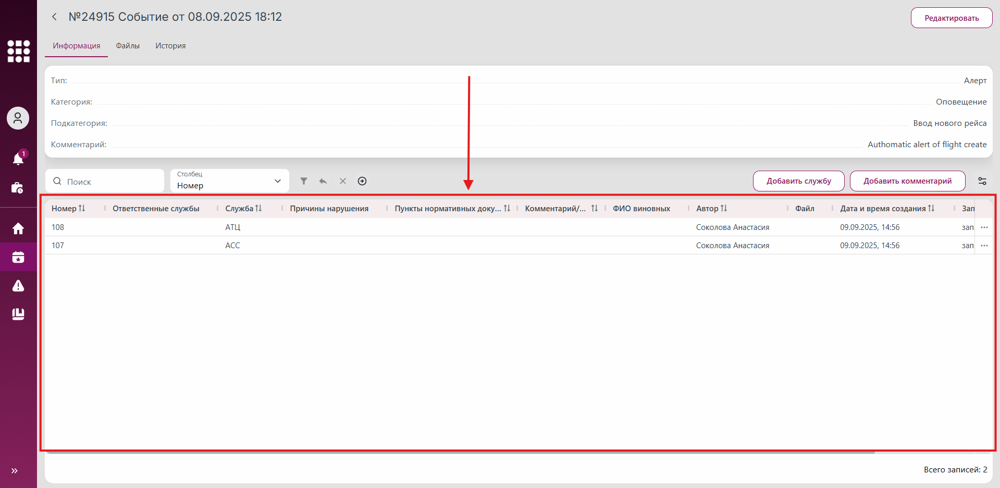 №24915 Событие от 08.09.2025 18:12
Редактировать
Информация Файлы История
Тип: Алерт
Категория: Оповещение
Подкатегория: Ввод нового рейса
Комментарий: Authomatic alert of flight create
1
Поиск
Столбец
Номер
Добавить службу Добавить комментарий
Номер Ответственные службы Служба Причины нарушения Пункты нормативных доку... Комментарий/... ФИО виновных Автор Файл Дата и время создания Зап
108 АТЦ Соколова Анастасия 09.09.2025, 14:56 зап
107 АСС Соколова Анастасия 09.09.2025, 14:56 зап
Всего записей: 2